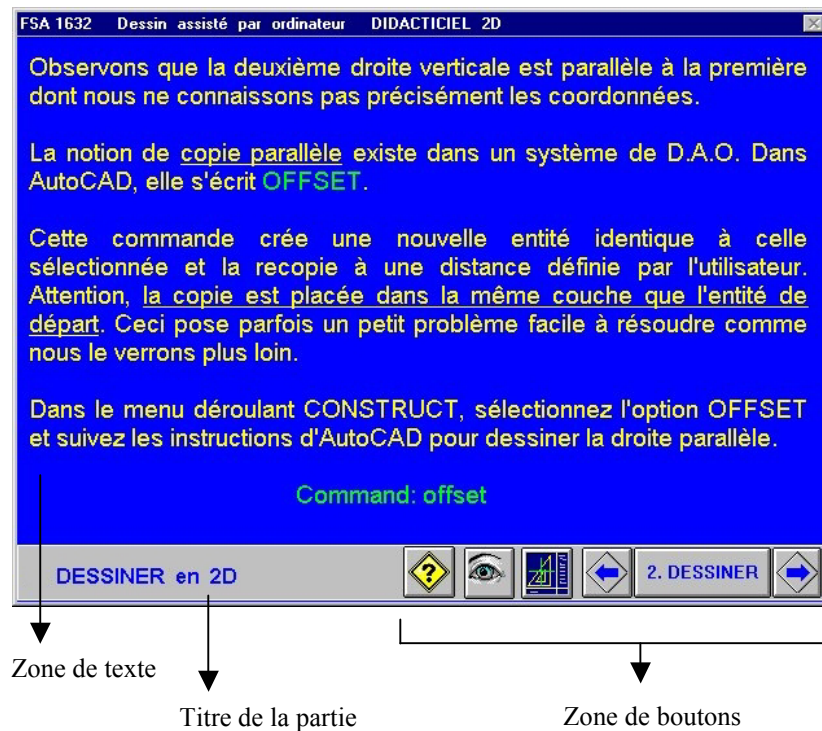 FSA 1632 Dessin assisté par ordinateur DIDACTICIEL 2D
Observons que la deuxième droite verticale est parallèle à la première
dont nous ne connaissons pas précisément les coordonnées.
La notion de copie parallèle existe dans un système de D.A.O. Dans
AutoCAD, elle s'écrit OFFSET.
Cette commande crée une nouvelle entité identique à celle
sélectionnée et la recopie à une distance définie par l'utilisateur.
Attention, la copie est placée dans la même couche que l'entité de
départ. Ceci pose parfois un petit problème facile à résoudre comme
nous le verrons plus loin.
Dans le menu déroulant CONSTRUCT, sélectionnez l'option OFFSET
et suivez les instructions d'AutoCAD pour dessiner la droite parallèle.
Command: offset
DESSINER en 2D
?
2. DESSINER
Zone de texte
Titre de la partie
Zone de boutons